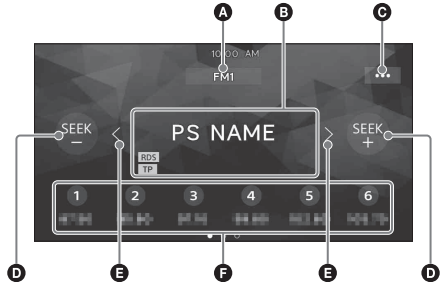 A B C
10:00 AM
FM1
SEEK
−
PS NAME
SEEK
+
RDS
TP
1 2 3 4 5 6
D E F E D